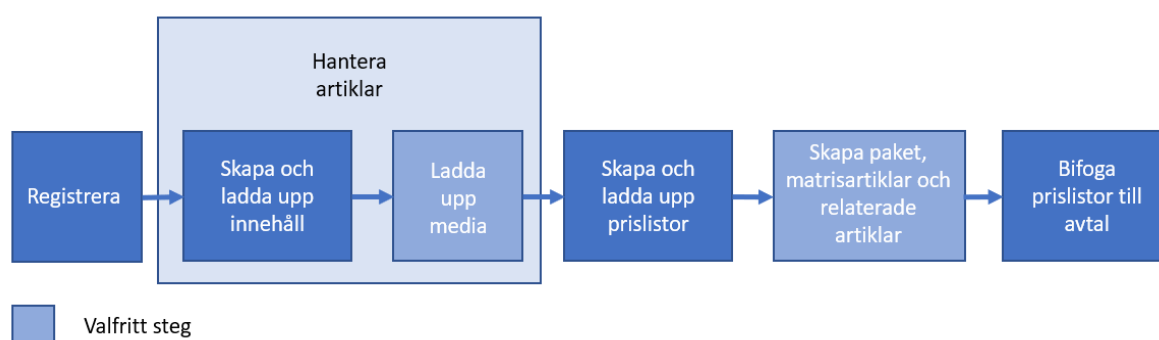 Hantera
artiklar
Registrera
Skapa och
ladda upp
innehåll
Ladda
upp
media
Skapa och
ladda upp
prislistor
Skapa paket,
matrisartiklar och
relaterade
artiklar
Bifoga
prislistor till
avtal
Valfritt steg